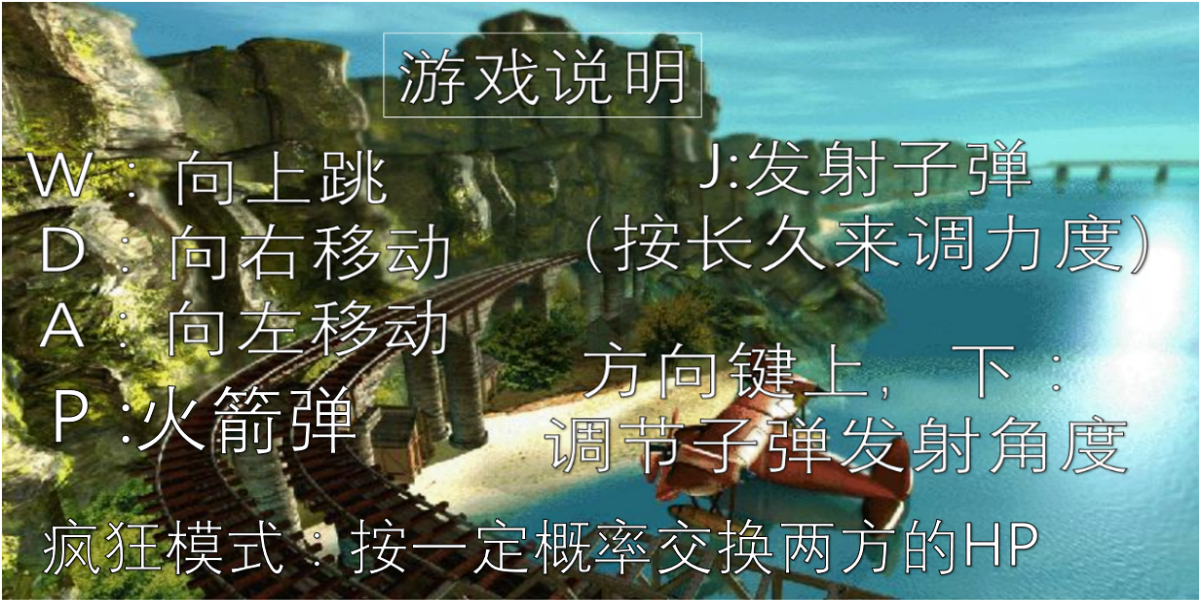 游戏说明
W：向上跳
D：向右移动
A：向左移动
P:火箭弹
J:发射子弹
（按长久来调力度）
方向键上，下：
调节子弹发射角度
疯狂模式：按一定概率交换两方的HP